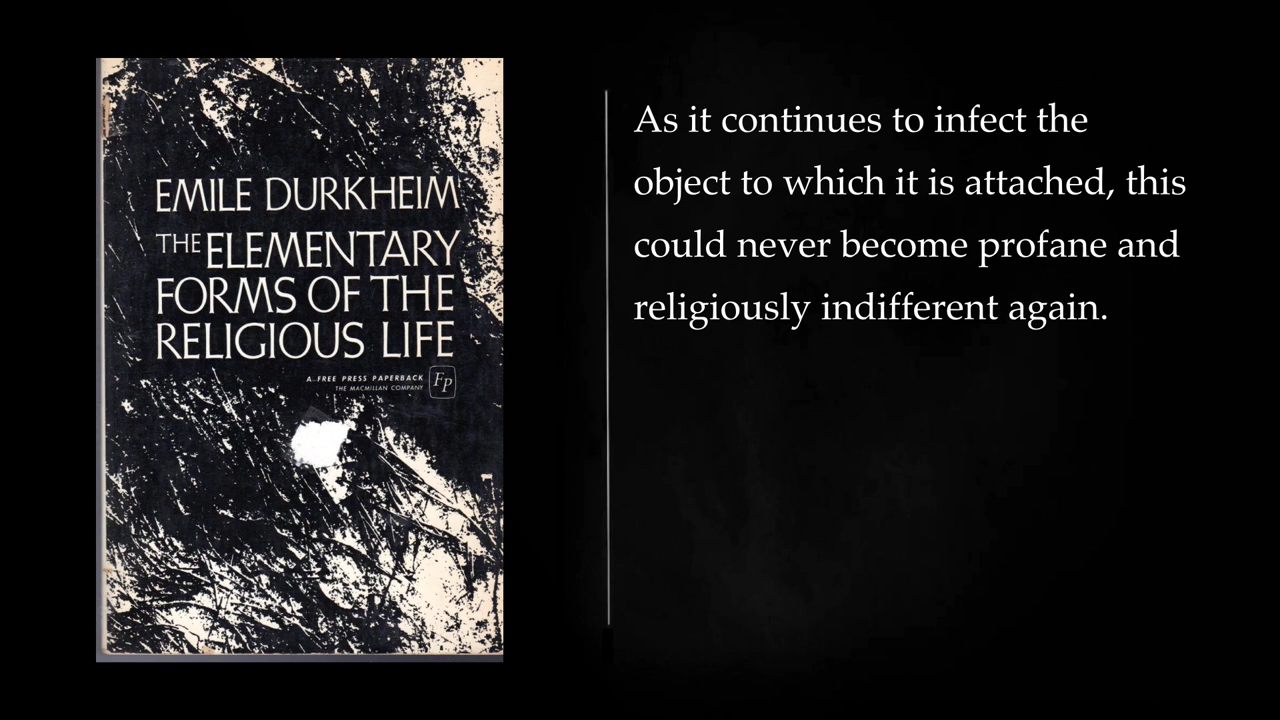 EMILE DURKHEIM
THE ELEMENTARY
FORMS OF THE
RELIGIOUS LIFE
A FREE PRESS PAPERBACK
THE MACMILLAN COMPANY
FP
As it continues to infect the
object to which it is attached, this
could never become profane and
religiously indifferent again.